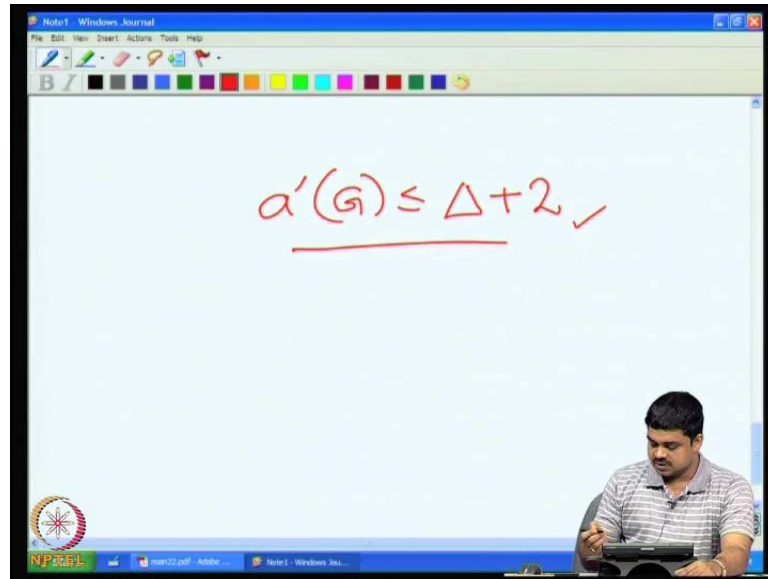 Note1 - Windows Journal
File Edit View Insert Actions Tools Help
B I
a'(G) ≤ Δ + 2 ✓
NPTEL
main22.pdf - Adobe ...
Note1 - Windows Jou...